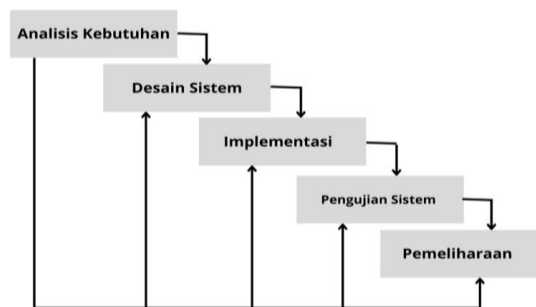 Analisis Kebutuhan
Desain Sistem
Implementasi
Pengujian Sistem
Pemeliharaan